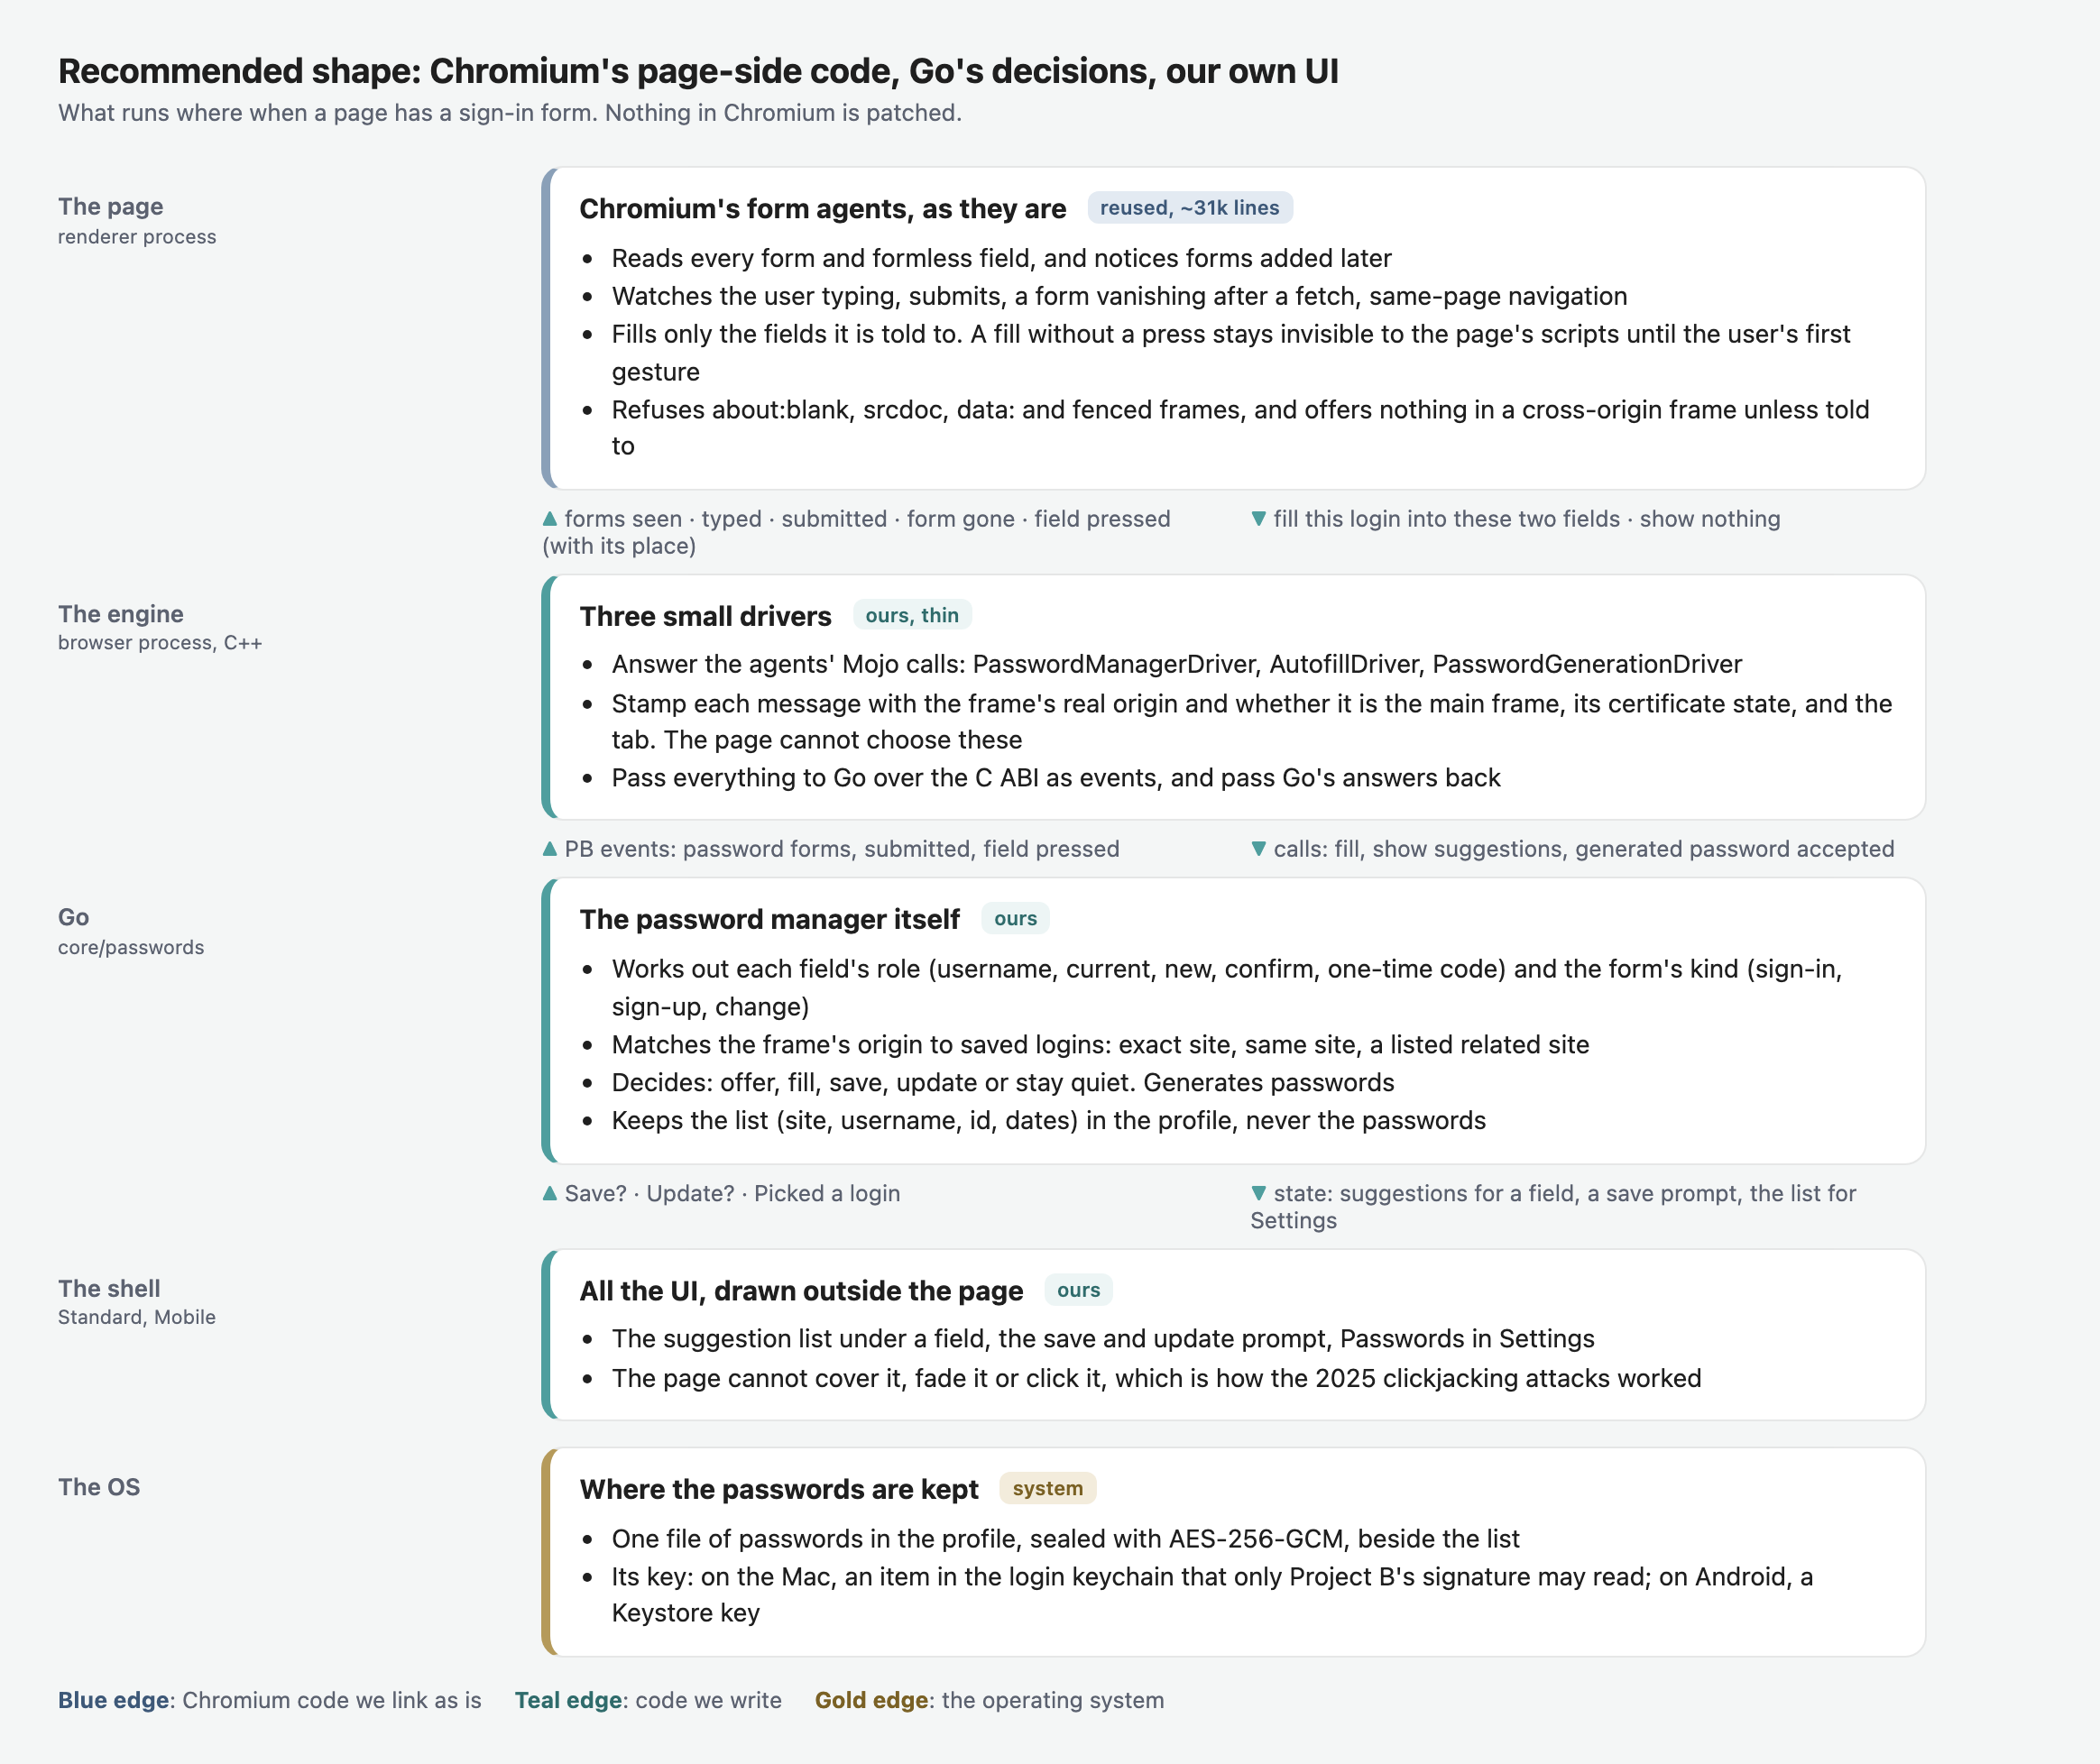 Recommended shape: Chromium's page-side code, Go's decisions, our own UI
What runs where when a page has a sign-in form. Nothing in Chromium is patched.
The page
renderer process
Chromium's form agents, as they are reused, ~31k lines
• Reads every form and formless field, and notices forms added later
• Watches the user typing, submits, a form vanishing after a fetch, same-page navigation
• Fills only the fields it is told to. A fill without a press stays invisible to the page's scripts until the user's first
gesture
• Refuses about:blank, srcdoc, data: and fenced frames, and offers nothing in a cross-origin frame unless told
to
▲ forms seen · typed · submitted · form gone · field pressed
(with its place)
▼ fill this login into these two fields · show nothing
The engine
browser process, C++
Three small drivers ours, thin
• Answer the agents' Mojo calls: PasswordManagerDriver, AutofillDriver, PasswordGenerationDriver
• Stamp each message with the frame's real origin and whether it is the main frame, its certificate state, and the
tab. The page cannot choose these
• Pass everything to Go over the C ABI as events, and pass Go's answers back
▲ PB events: password forms, submitted, field pressed
▼ calls: fill, show suggestions, generated password accepted
Go
core/passwords
The password manager itself ours
• Works out each field's role (username, current, new, confirm, one-time code) and the form's kind (sign-in,
sign-up, change)
• Matches the frame's origin to saved logins: exact site, same site, a listed related site
• Decides: offer, fill, save, update or stay quiet. Generates passwords
• Keeps the list (site, username, id, dates) in the profile, never the passwords
▲ Save? · Update? · Picked a login
▼ state: suggestions for a field, a save prompt, the list for
Settings
The shell
Standard, Mobile
All the UI, drawn outside the page ours
• The suggestion list under a field, the save and update prompt, Passwords in Settings
• The page cannot cover it, fade it or click it, which is how the 2025 clickjacking attacks worked
The OS
Where the passwords are kept system
• One file of passwords in the profile, sealed with AES-256-GCM, beside the list
• Its key: on the Mac, an item in the login keychain that only Project B's signature may read; on Android, a
Keystore key
Blue edge: Chromium code we link as is Teal edge: code we write Gold edge: the operating system